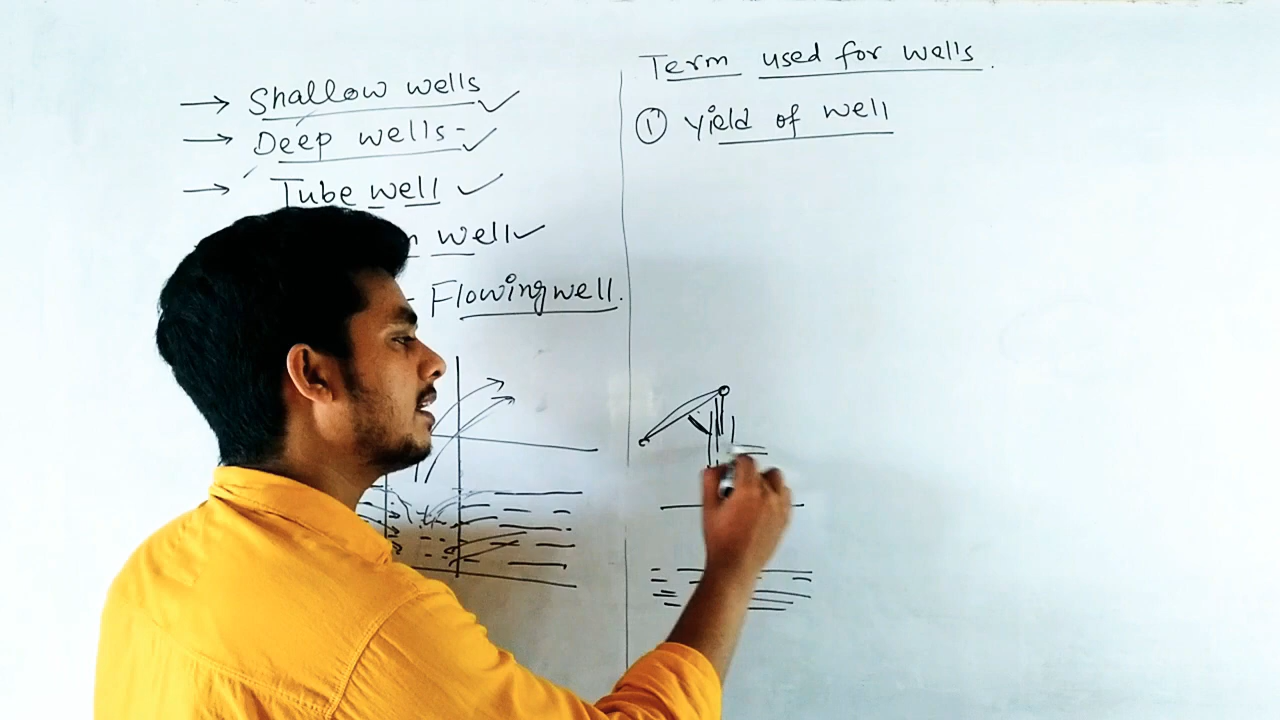 → Shallow wells ✓
→ Deep wells- ✓
→ Tube well ✓
well ✓
- Flowing well.
Term used for wells.
① Yield of well